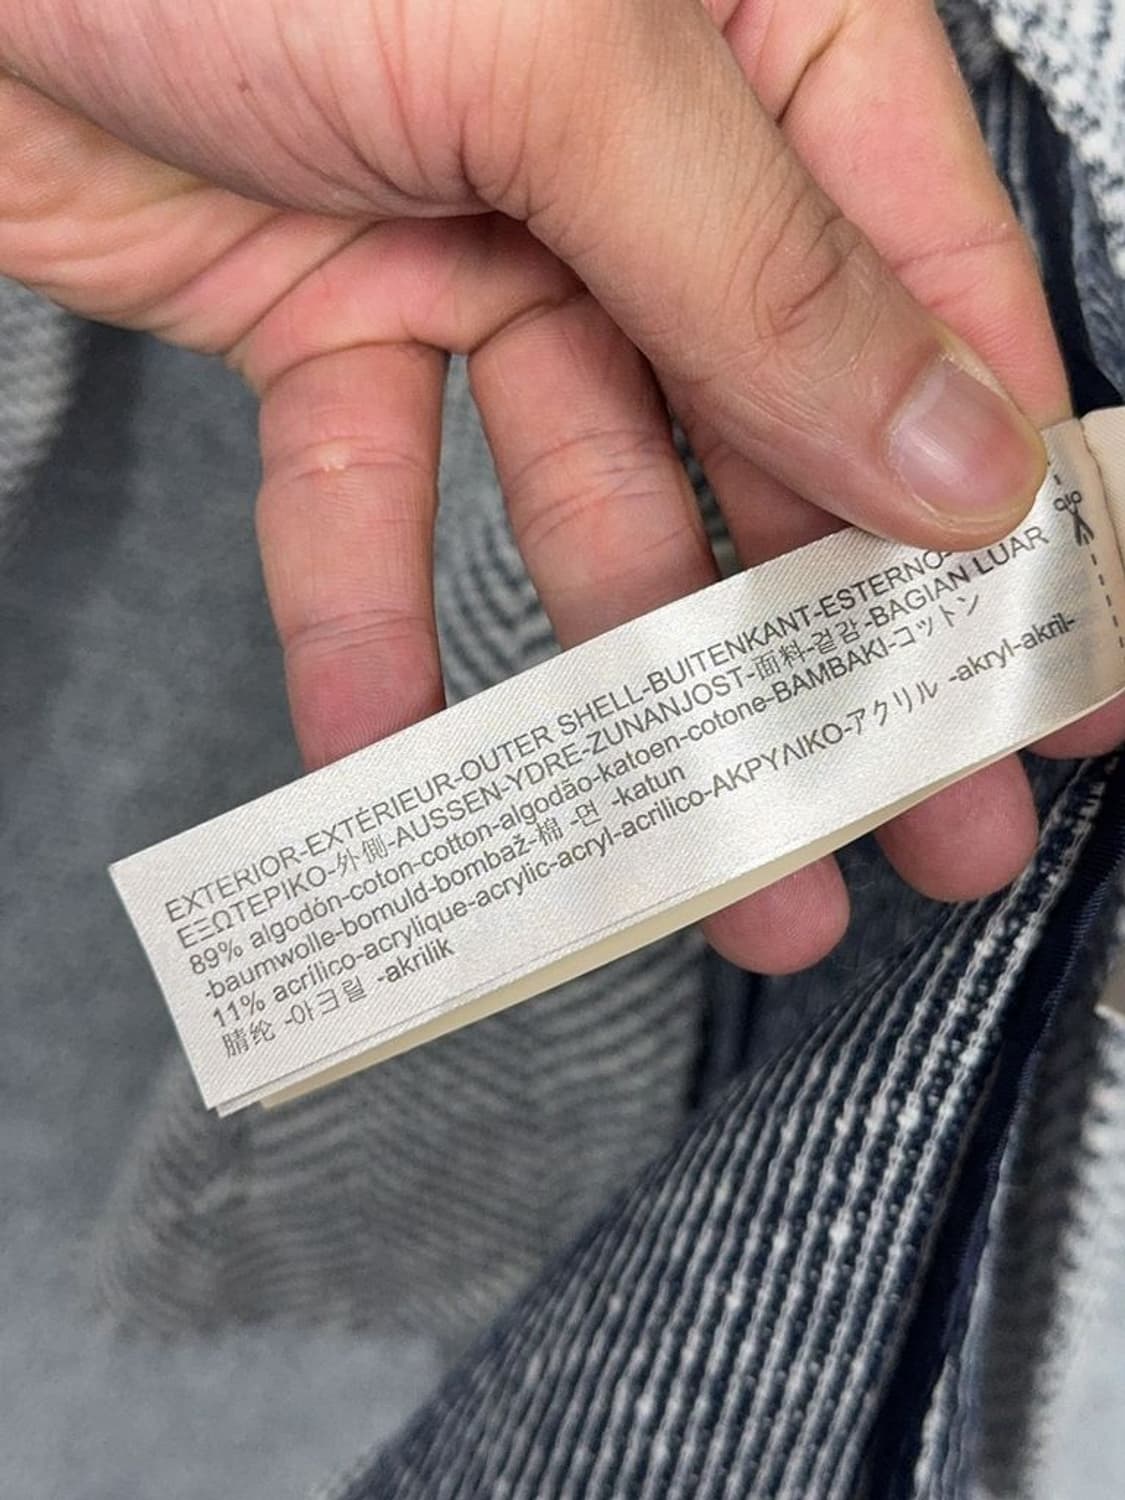 EXTERIOR-EXTÉRIEUR-OUTER SHELL-BUITENKANT-ESTERNO-
ΕΞΩΤΕΡΙΚΟ-外側-AUSSEN-YDRE-ZUNANJOST-面料-겉감-BAGIAN LUAR
89% algodón-coton-cotton-algodão-katoen-cotone-BAMBAKI-コットン
-baumwolle-bomuld-bombaž-棉 -면 -katun
11% acrílico-acrylique-acrylic-acryl-acrilico-ΑΚΡΥΛΙΚΟ-アクリル -akryl-akril-
腈纶 -아크릴 -akrilik